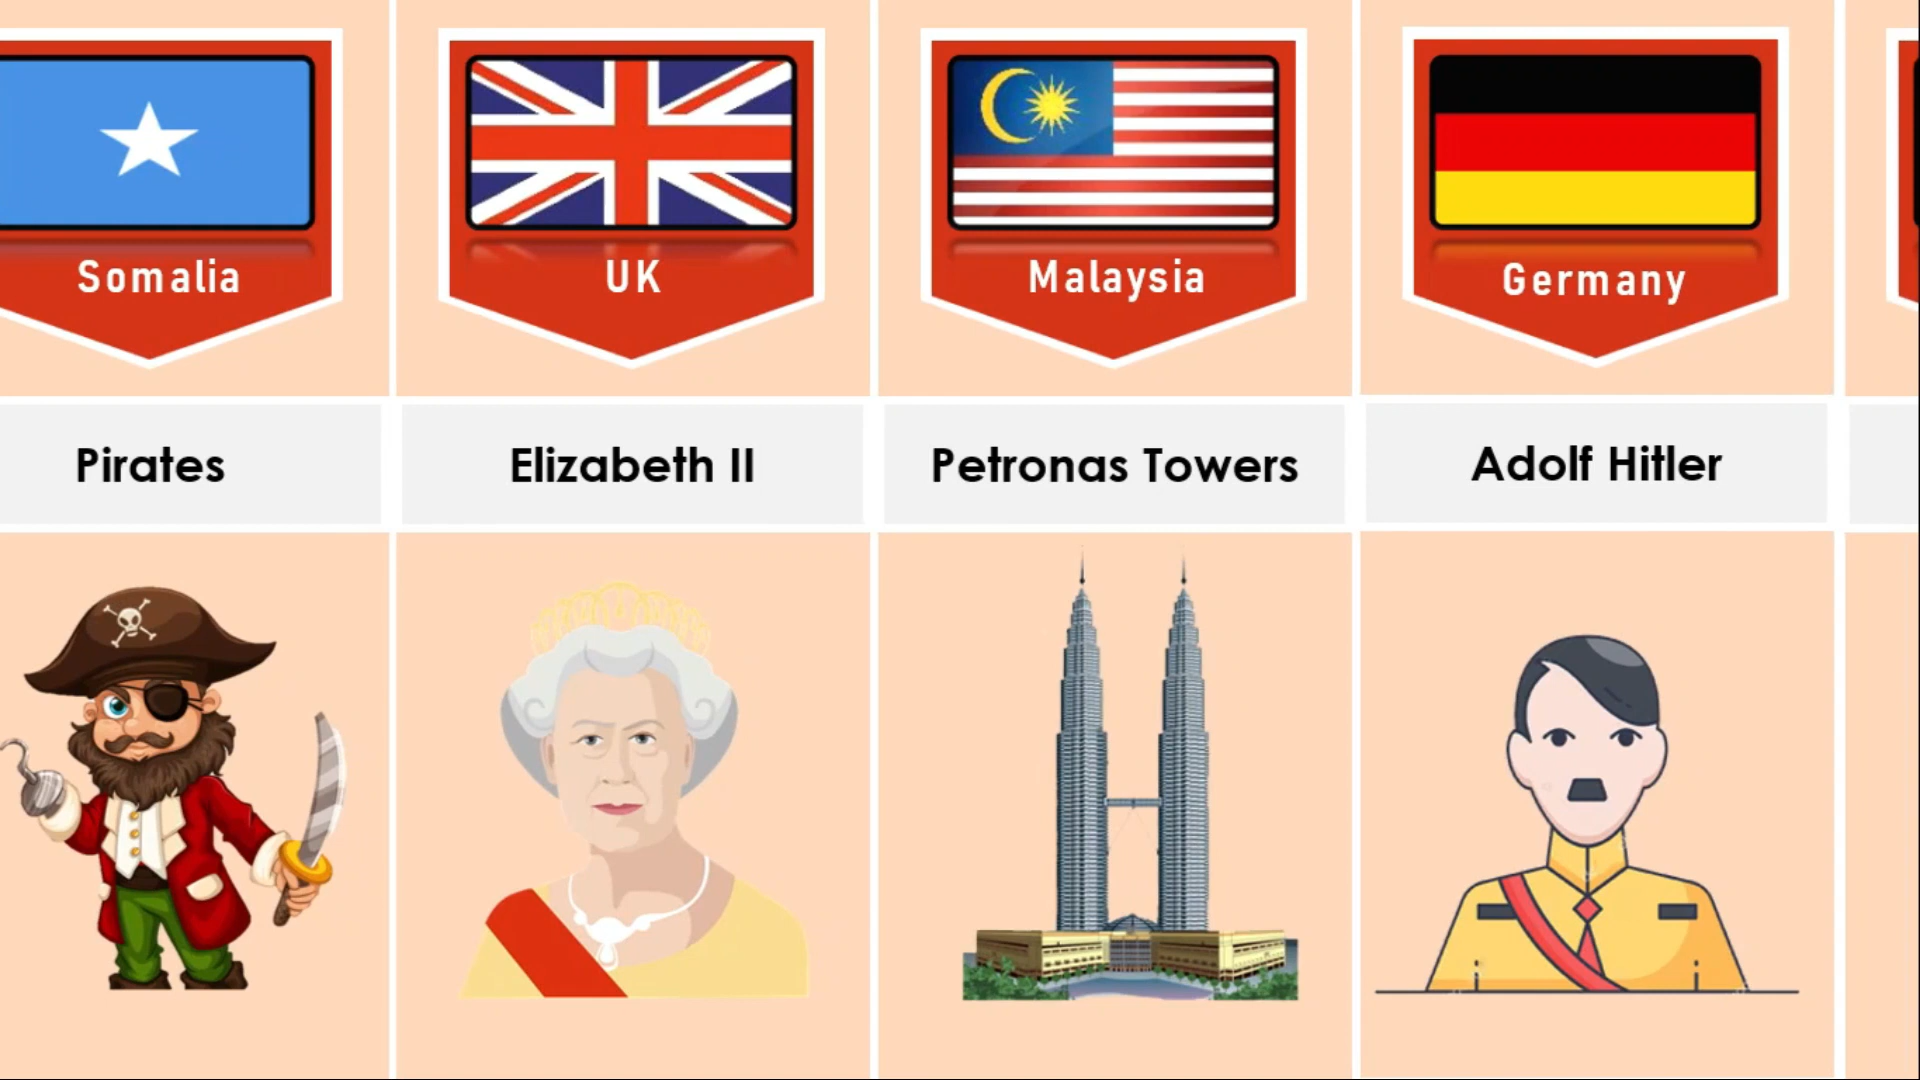 Somalia
UK
Malaysia
Germany
Pirates
Elizabeth II
Petronas Towers
Adolf Hitler